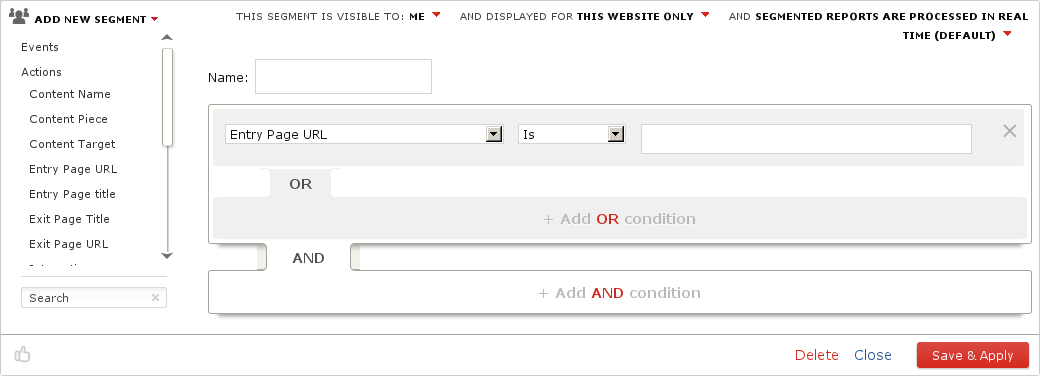 ADD NEW SEGMENT
THIS SEGMENT IS VISIBLE TO: ME AND DISPLAYED FOR THIS WEBSITE ONLY AND SEGMENTED REPORTS ARE PROCESSED IN REAL
TIME (DEFAULT)
Events
Actions
Content Name
Content Piece
Content Target
Entry Page URL
Entry Page title
Exit Page Title
Exit Page URL
Search
Name:
Entry Page URL Is
OR
+ Add OR condition
AND
+ Add AND condition
Delete Close Save & Apply